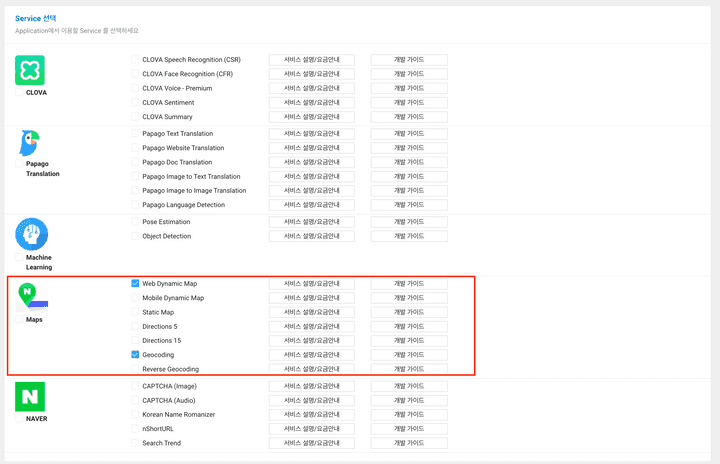 Service 선택
Application에서 이용할 Service 를 선택하세요
CLOVA
CLOVA Speech Recognition (CSR) 서비스 설명/요금안내 개발 가이드
CLOVA Face Recognition (CFR) 서비스 설명/요금안내 개발 가이드
CLOVA Voice - Premium 서비스 설명/요금안내 개발 가이드
CLOVA Sentiment 서비스 설명/요금안내 개발 가이드
CLOVA Summary 서비스 설명/요금안내 개발 가이드
Papago
Translation
Papago Text Translation 서비스 설명/요금안내 개발 가이드
Papago Website Translation 서비스 설명/요금안내 개발 가이드
Papago Doc Translation 서비스 설명/요금안내 개발 가이드
Papago Image to Text Translation 서비스 설명/요금안내 개발 가이드
Papago Image to Image Translation 서비스 설명/요금안내 개발 가이드
Papago Language Detection 서비스 설명/요금안내 개발 가이드
Machine
Learning
Pose Estimation 서비스 설명/요금안내 개발 가이드
Object Detection 서비스 설명/요금안내 개발 가이드
N
Maps
Web Dynamic Map 서비스 설명/요금안내 개발 가이드
Mobile Dynamic Map 서비스 설명/요금안내 개발 가이드
Static Map 서비스 설명/요금안내 개발 가이드
Directions 5 서비스 설명/요금안내 개발 가이드
Directions 15 서비스 설명/요금안내 개발 가이드
Geocoding 서비스 설명/요금안내 개발 가이드
Reverse Geocoding 서비스 설명/요금안내 개발 가이드
N
NAVER
CAPTCHA (Image) 서비스 설명/요금안내 개발 가이드
CAPTCHA (Audio) 서비스 설명/요금안내 개발 가이드
Korean Name Romanizer 서비스 설명/요금안내 개발 가이드
nShortURL 서비스 설명/요금안내 개발 가이드
Search Trend 서비스 설명/요금안내 개발 가이드